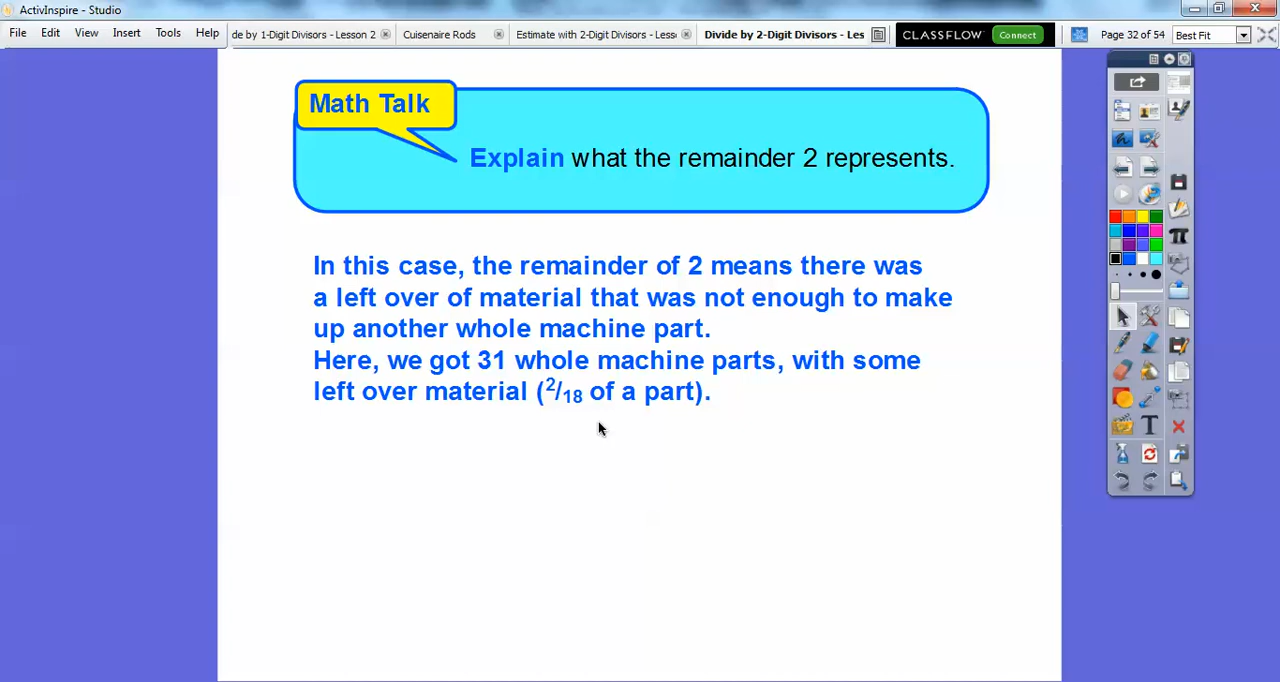 ActivInspire - Studio
File Edit View Insert Tools Help
de by 1-Digit Divisors - Lesson 2 Cuisenaire Rods Estimate with 2-Digit Divisors - Less Divide by 2-Digit Divisors - Les
CLASSFLOW Connect
Page 32 of 54 Best Fit
Math Talk
Explain what the remainder 2 represents.
In this case, the remainder of 2 means there was
a left over of material that was not enough to make
up another whole machine part.
Here, we got 31 whole machine parts, with some
left over material (2/18 of a part).